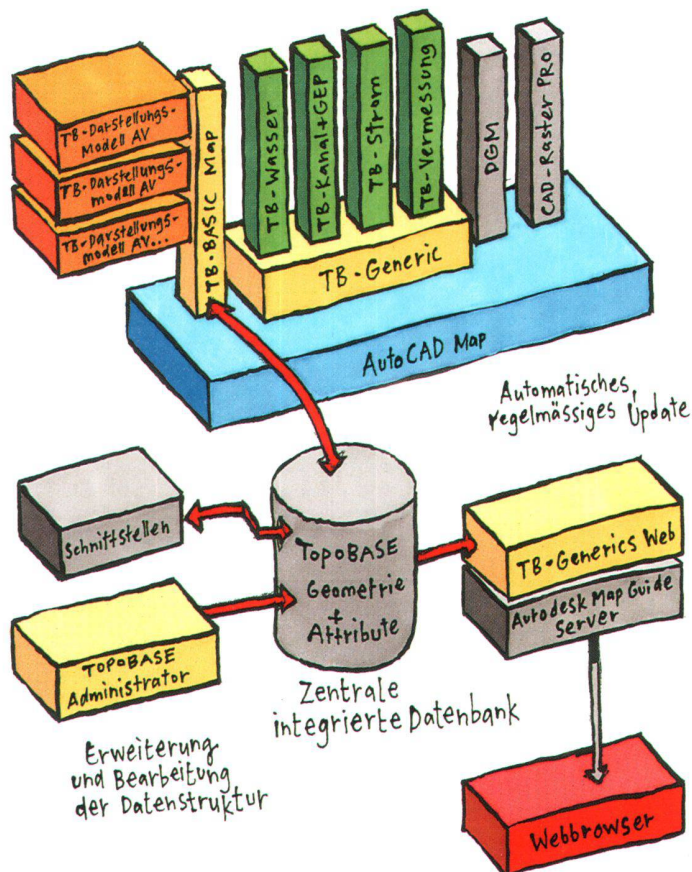 TB-Darstellungs-
Modell AV
TB-Darstellungs-
modell AV
TB-Darstellungs-
modell AV...
TB-BASIC Map
TB-Wasser
TB-Kanal+GEP
TB-Strom
TB-Vermessung
DGM
CAD-Raster PRO
TB-Generic
AutoCAD Map
Automatisches,
regelmässiges Update
Schnittstellen
TOPOBASE
Geometrie
+
Attribute
TB-Generics Web
Autodesk Map Guide
Server
TOPOBASE
Administrator
Zentrale
integrierte Datenbank
Erweiterung
und Bearbeitung
der Datenstruktur
Webbrowser